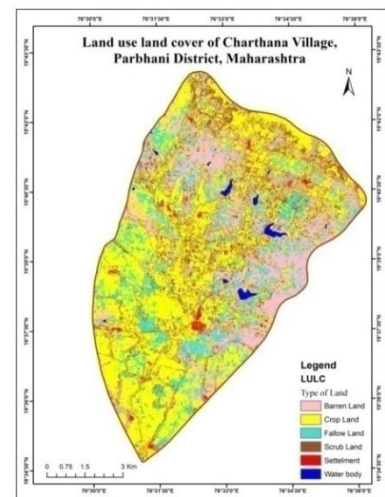 76°30'0"E 76°31'30"E 76°33'0"E 76°34'30"E 76°36'0"E
Land use land cover of Charthana Village,
Parbhani District, Maharashtra
N
Legend
LULC
Type of Land
Barren Land
Crop Land
Fallow Land
Scrub Land
Settelment
Water body
0 0.75 1.5 3 Km
76°30'0"E 76°31'30"E 76°33'0"E 76°34'30"E 76°36'0"E